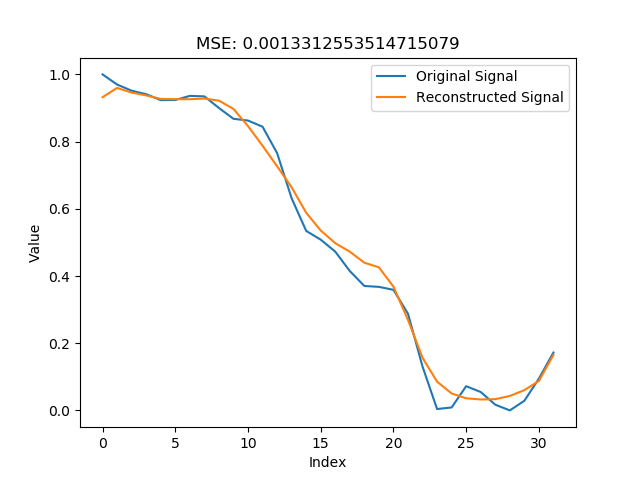 MSE: 0.0013312553514715079
Original Signal
Reconstructed Signal
1.0
0.8
0.6
0.4
0.2
0.0
Value
0 5 10 15 20 25 30
Index